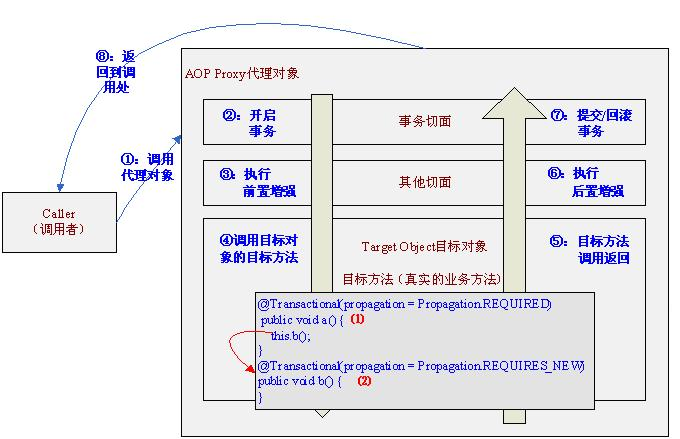 ⑧：返
回到调
用处
AOP Proxy代理对象
②：开启
事务
事务切面
⑦：提交/回滚
事务
①：调用
代理对象
③：执行
前置增强
其他切面
⑥：执行
后置增强
Caller
（调用者）
④调用目标对
象的目标方法
Target Object目标对象
⑤：目标方法
调用返回
目标方法（真实的业务方法）
@Transactional(propagation = Propagation.REQUIRED)
public void a() { (1)
this.b();
}
@Transactional(propagation = Propagation.REQUIRES_NEW)
public void b() { (2)
}